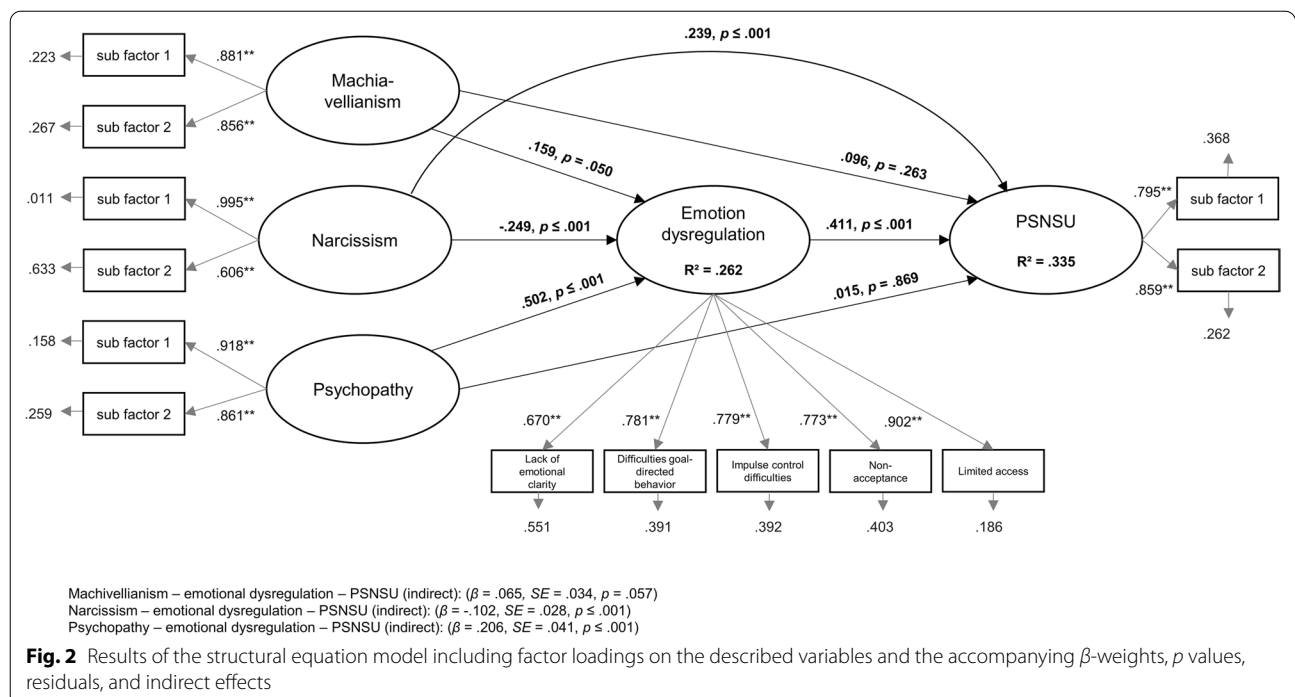 .239, p ≤ .001
.223
sub factor 1
.881**
Machia-
vellianism
.267
sub factor 2
.856**
.159, p = .050
.096, p = .263
.368
.011
sub factor 1
.995**
Narcissism
.633
sub factor 2
.606**
-.249, p ≤ .001
Emotion
dysregulation
R² = .262
.411, p ≤ .001
PSNSU
R² = .335
.795**
sub factor 1
.859**
sub factor 2
.262
.502, p ≤ .001
.015, p = .869
.158
sub factor 1
.918**
Psychopathy
.259
sub factor 2
.861**
.670**
.781**
.779**
.773**
.902**
Lack of
emotional
clarity
Difficulties goal-
directed
behavior
Impulse control
difficulties
Non-
acceptance
Limited access
.551
.391
.392
.403
.186
Machivellianism – emotional dysregulation – PSNSU (indirect): (β = .065, SE = .034, p = .057)
Narcissism – emotional dysregulation – PSNSU (indirect): (β = -.102, SE = .028, p ≤ .001)
Psychopathy – emotional dysregulation – PSNSU (indirect): (β = .206, SE = .041, p ≤ .001)
Fig. 2 Results of the structural equation model including factor loadings on the described variables and the accompanying β-weights, p values,
residuals, and indirect effects